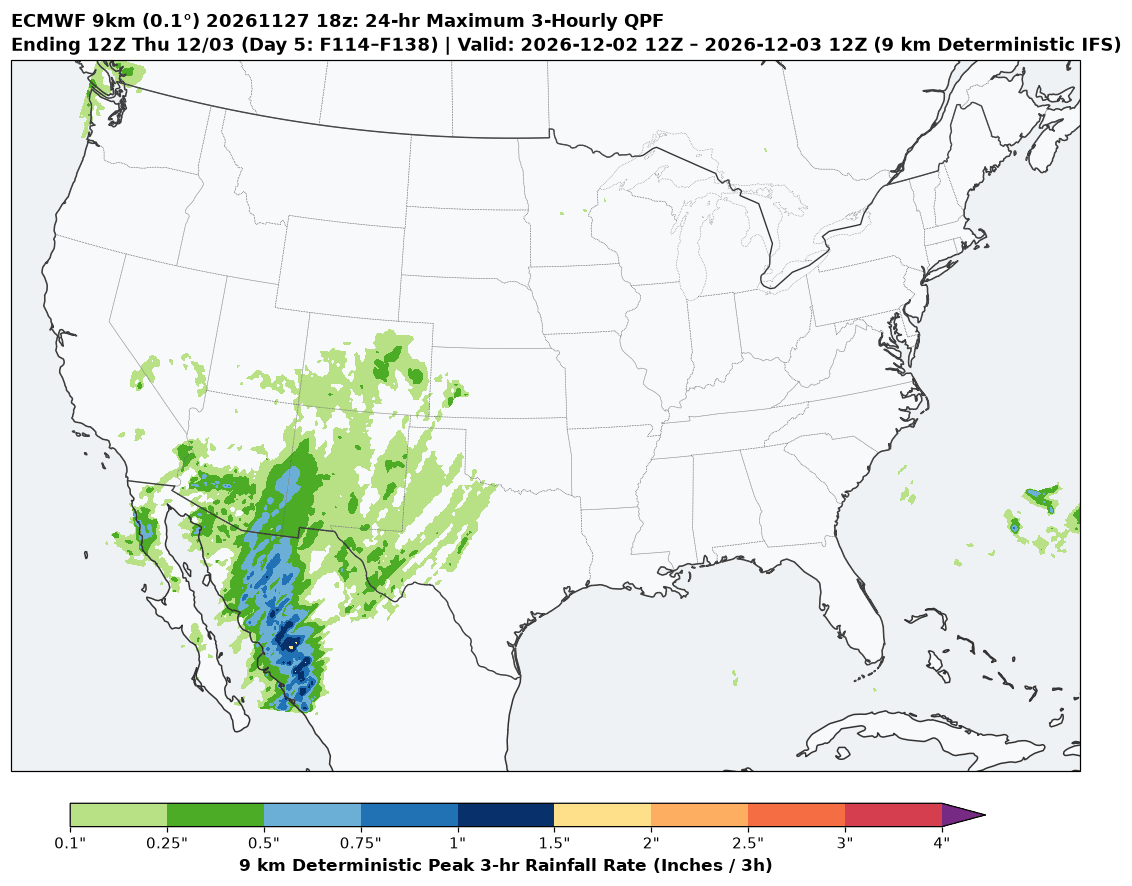 ECMWF 9km (0.1°) 20261127 18z: 24-hr Maximum 3-Hourly QPF
Ending 12Z Thu 12/03 (Day 5: F114–F138) | Valid: 2026-12-02 12Z – 2026-12-03 12Z (9 km Deterministic IFS)
0.1" 0.25" 0.5" 0.75" 1" 1.5" 2" 2.5" 3" 4"
9 km Deterministic Peak 3-hr Rainfall Rate (Inches / 3h)